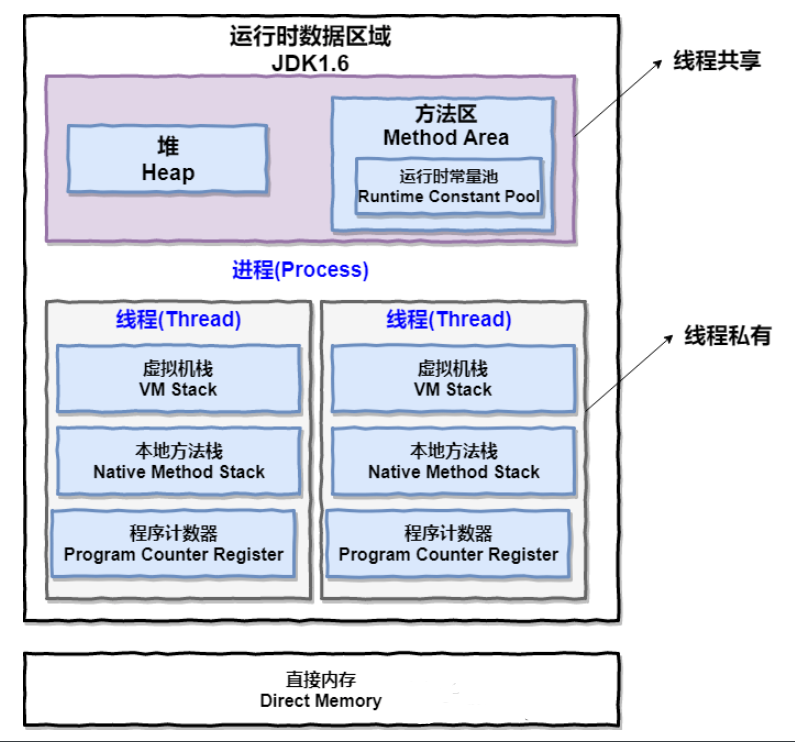 运行时数据区域
JDK1.6
线程共享
堆
Heap
方法区
Method Area
运行时常量池
Runtime Constant Pool
进程(Process)
线程(Thread)
线程(Thread)
线程私有
虚拟机栈
VM Stack
虚拟机栈
VM Stack
本地方法栈
Native Method Stack
本地方法栈
Native Method Stack
程序计数器
Program Counter Register
程序计数器
Program Counter Register
直接内存
Direct Memory